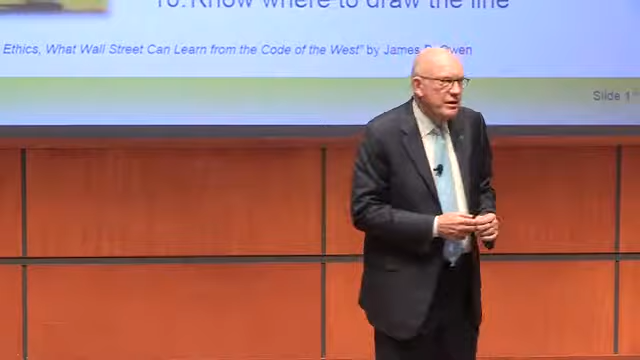 10. Know where to draw the line
Ethics, What Wall Street Can Learn from the Code of the West" by James Owen
Slide 1